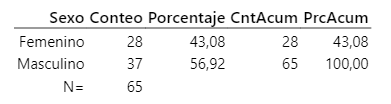 Sexo Conteo Porcentaje CntAcum PrcAcum
Femenino 28 43,08 28 43,08
Masculino 37 56,92 65 100,00
N= 65